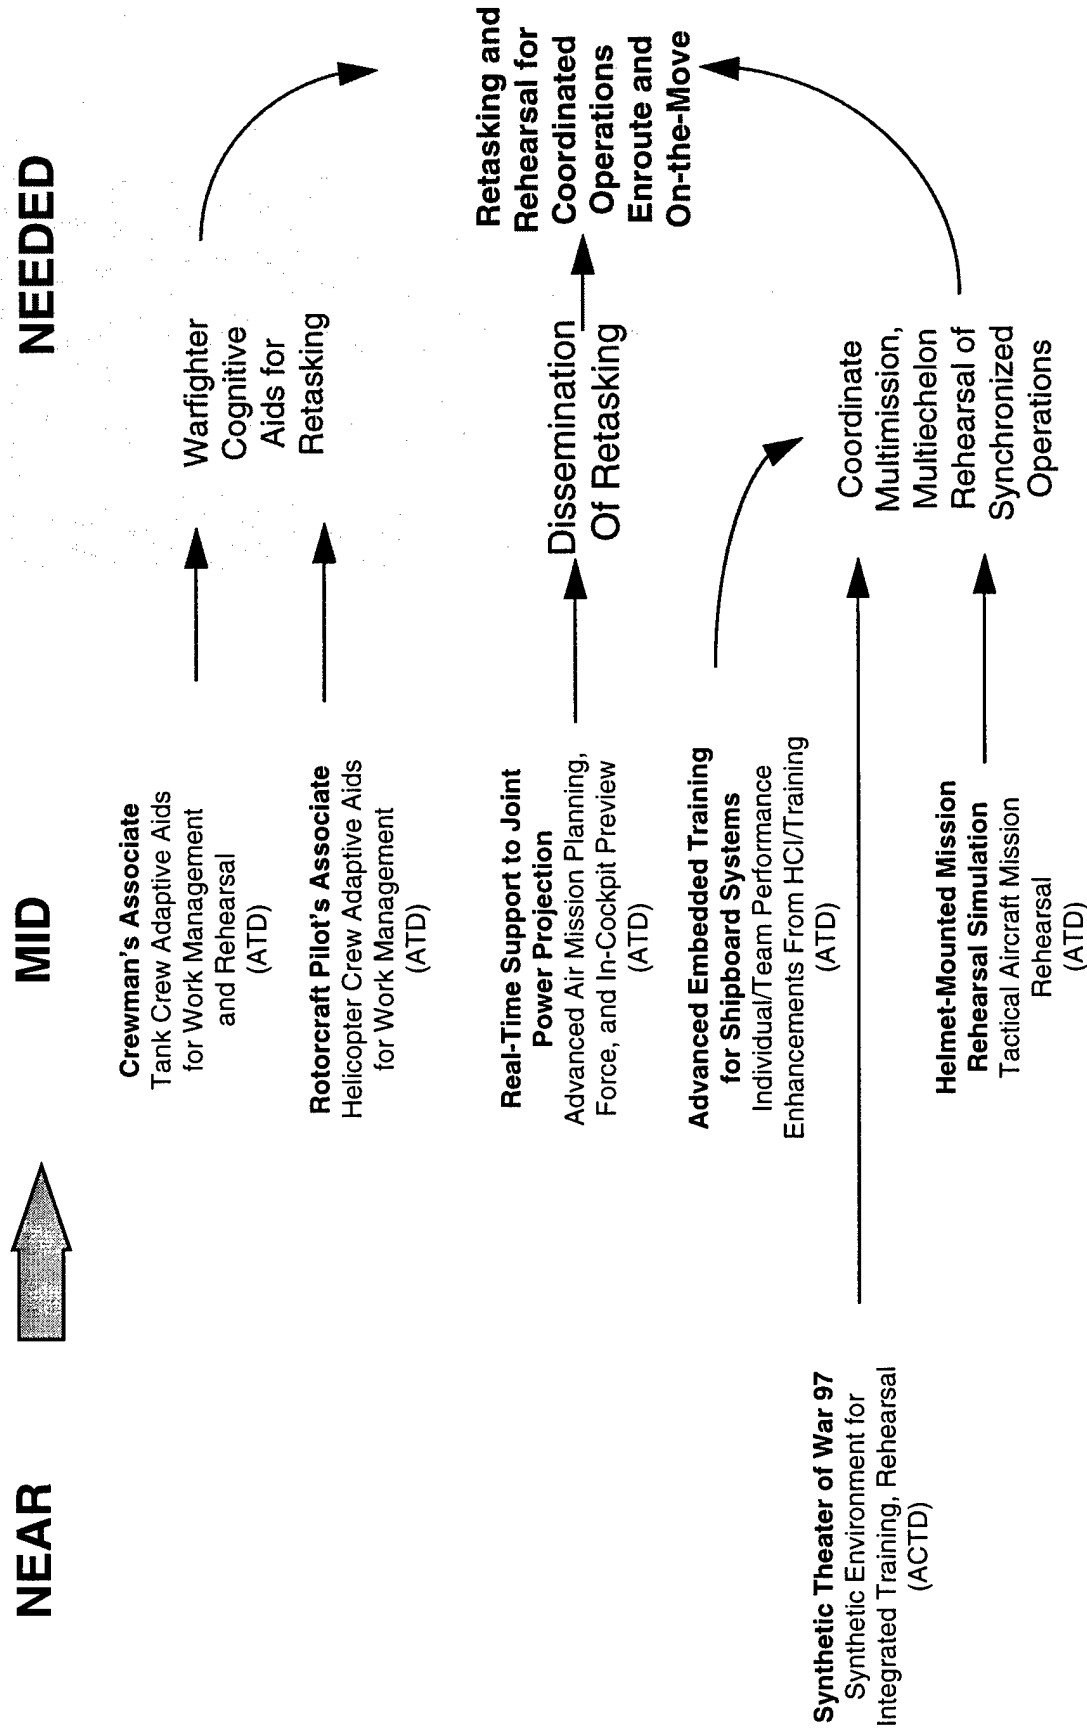 NEAR
MID
NEEDED
Crewman's Associate
Tank Crew Adaptive Aids
for Work Management
and Rehearsal
(ATD)
Rotorcraft Pilot's Associate
Helicopter Crew Adaptive Aids
for Work Management
(ATD)
Warfighter
Cognitive
Aids for
Retasking
Real-Time Support to Joint
Power Projection
Advanced Air Mission Planning,
Force, and In-Cockpit Preview
(ATD)
Dissemination
Of Retasking
Retasking and
Rehearsal for
Coordinated
Operations
Enroute and
On-the-Move
Advanced Embedded Training
for Shipboard Systems
Individual/Team Performance
Enhancements From HCI/Training
(ATD)
Synthetic Theater of War 97
Synthetic Environment for
Integrated Training, Rehearsal
(ACTD)
Helmet-Mounted Mission
Rehearsal Simulation
Tactical Aircraft Mission
Rehearsal
(ATD)
Coordinate
Multimission,
Multiechelon
Rehearsal of
Synchronized
Operations